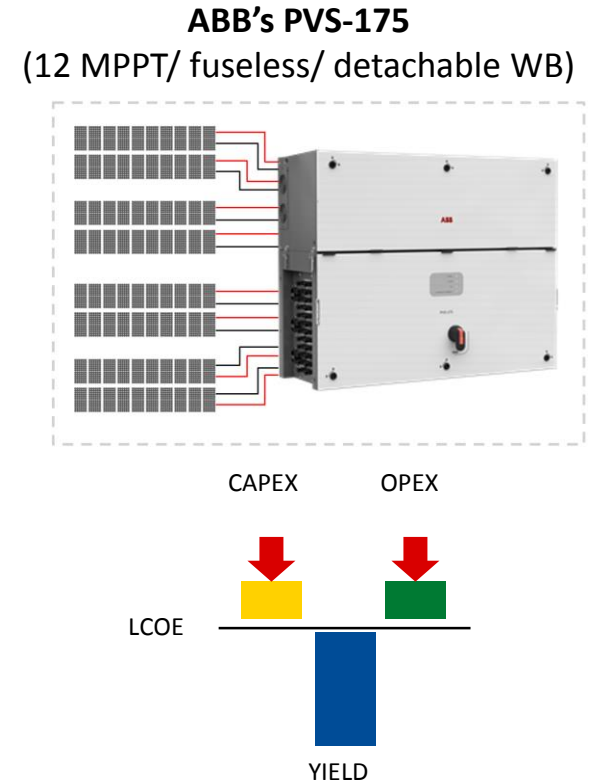 ABB's PVS-175
(12 MPPT/ fuseless/ detachable WB)
ABB
CAPEX OPEX
LCOE
YIELD